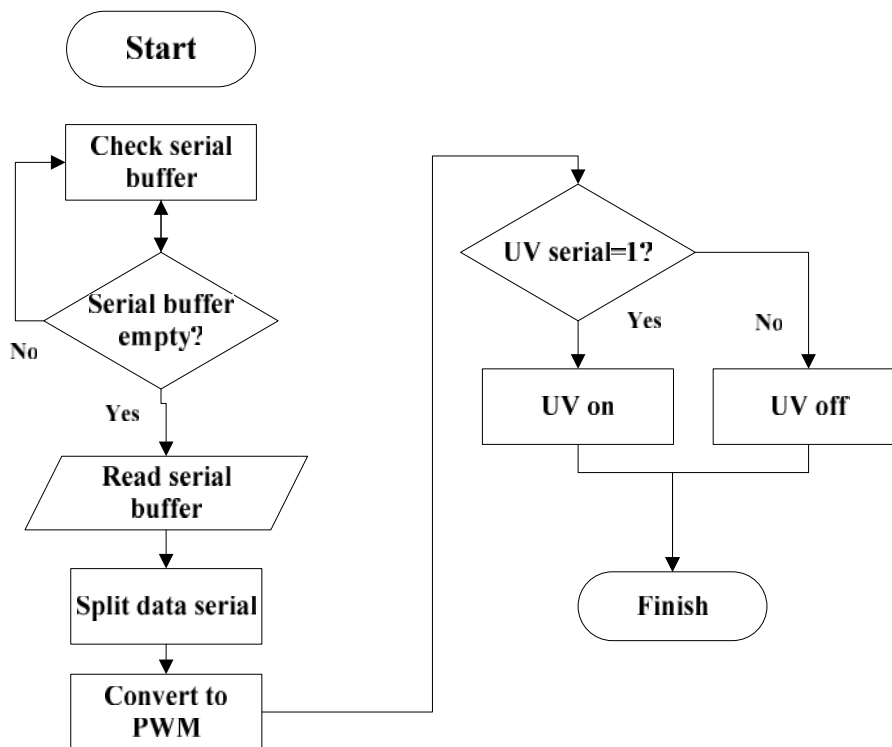 Start
Check serial
buffer
Serial buffer
empty?
No
Yes
Read serial
buffer
Split data serial
Convert to
PWM
UV serial=1?
Yes
No
UV on
UV off
Finish